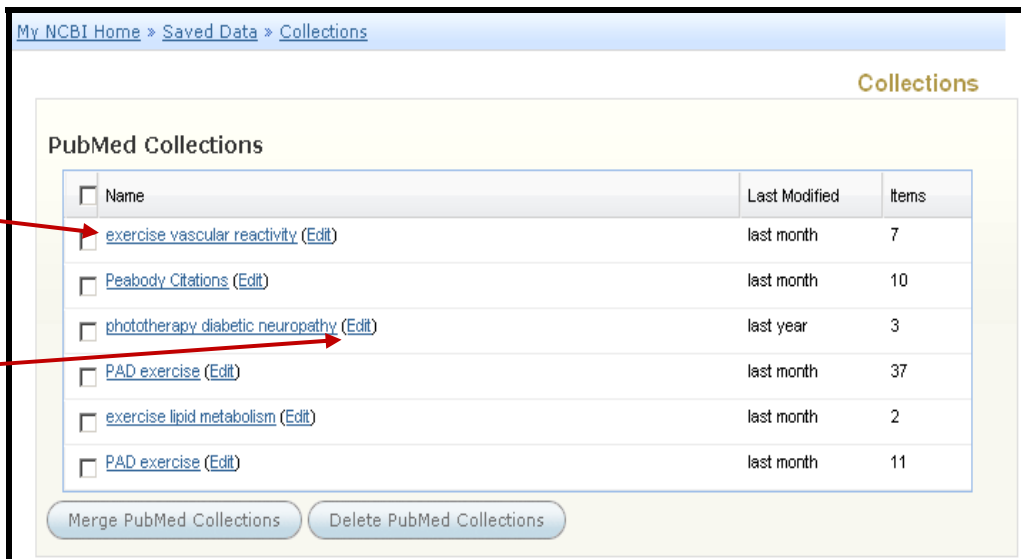 My NCBI Home » Saved Data » Collections
Collections
PubMed Collections
Name Last Modified Items
exercise vascular reactivity (Edit) last month 7
Peabody Citations (Edit) last month 10
phototherapy diabetic neuropathy (Edit) last year 3
PAD exercise (Edit) last month 37
exercise lipid metabolism (Edit) last month 2
PAD exercise (Edit) last month 11
Merge PubMed Collections Delete PubMed Collections